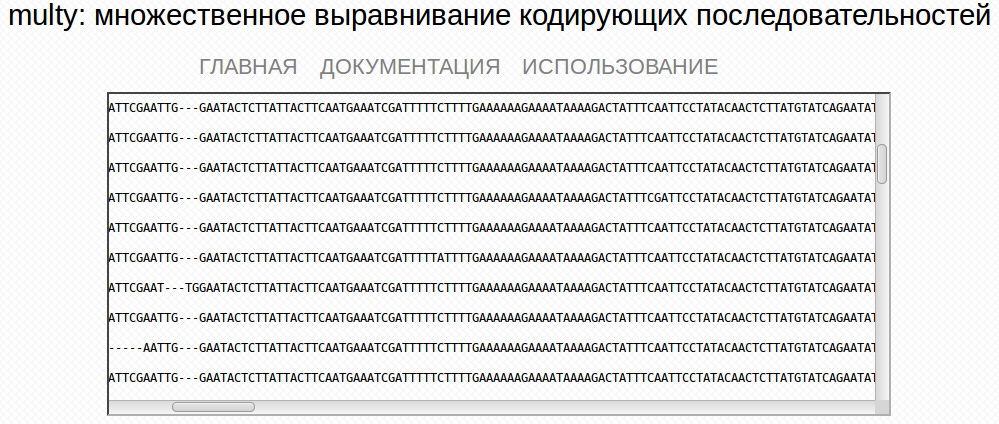 multy: множественное выравнивание кодирующих последовательностей
ГЛАВНАЯ ДОКУМЕНТАЦИЯ ИСПОЛЬЗОВАНИЕ
ATTCGAATTG---GAATACTCTTATTACTTCAATGAAATCGATTTTTCTTTTGAAAAAAGAAAATAAAAGACTATTTCAATTCCTATACAACTCTTATGTATCAGAATAT
ATTCGAATTG---GAATACTCTTATTACTTCAATGAAATCGATTTTTCTTTTGAAAAAAGAAAATAAAAGACTATTTCAATTCCTATACAACTCTTATGTATCAGAATAT
ATTCGAATTG---GAATACTCTTATTACTTCAATGAAATCGATTTTTCTTTTGAAAAAAGAAAATAAAAGACTATTTCAATTCCTATACAACTCTTATGTATCAGAATAT
ATTCGAATTG---GAATACTCTTATTACTTCAATGAAATCGATTTTTCTTTTGAAAAAAGAAAATAAAAGACTATTTCGATTCCTATACAACTCTTATGTATCAGAATAT
ATTCGAATTG---GAATACTCTTATTACTTCAATGAAATCGATTTTTCTTTTGAAAAAAGAAAATAAAAGACTATTTCAATTCCTATACAACTCTTATGTATCAGAATAT
ATTCGAATTG---GAATACTCTTATTACTTCAATGAAATCGATTTTTATTTTGAAAAAAGAAAATAAAAGACTATTTCAATTCCTATACAACTCTTATGTATCAGAATAT
ATTCGAAT---TGGAATACTCTTATTACTTCAATGAAATCGATTTTTCTTTTGAAAAAAGAAAATAAAAGACTATTTCAATTCCTATACAACTCTTATGTATCAGAATAT
ATTCGAATTG---GAATACTCTTATTACTTCAATGAAATCGATTTTTCTTTTGAAAAAAGAAAATAAAAGACTATTTCAATTCCTATACAACTCTTATGTATCAGAATAT
-----AATTG---GAATACTCTTATTACTTCAATGAAATCGATTTTTCTTTTGAAAAAAGAAAATAAAAGACTATTTCAATTCCTATACAACTCTTATGTATCAGAATAT
ATTCGAATTG---GAATACTCTTATTACTTCAATGAAATCGATTTTTCTTTTGAAAAAAGAAAATAAAAGACTATTTCAATTCCTATACAACTCTTATGTATCAGAATAT